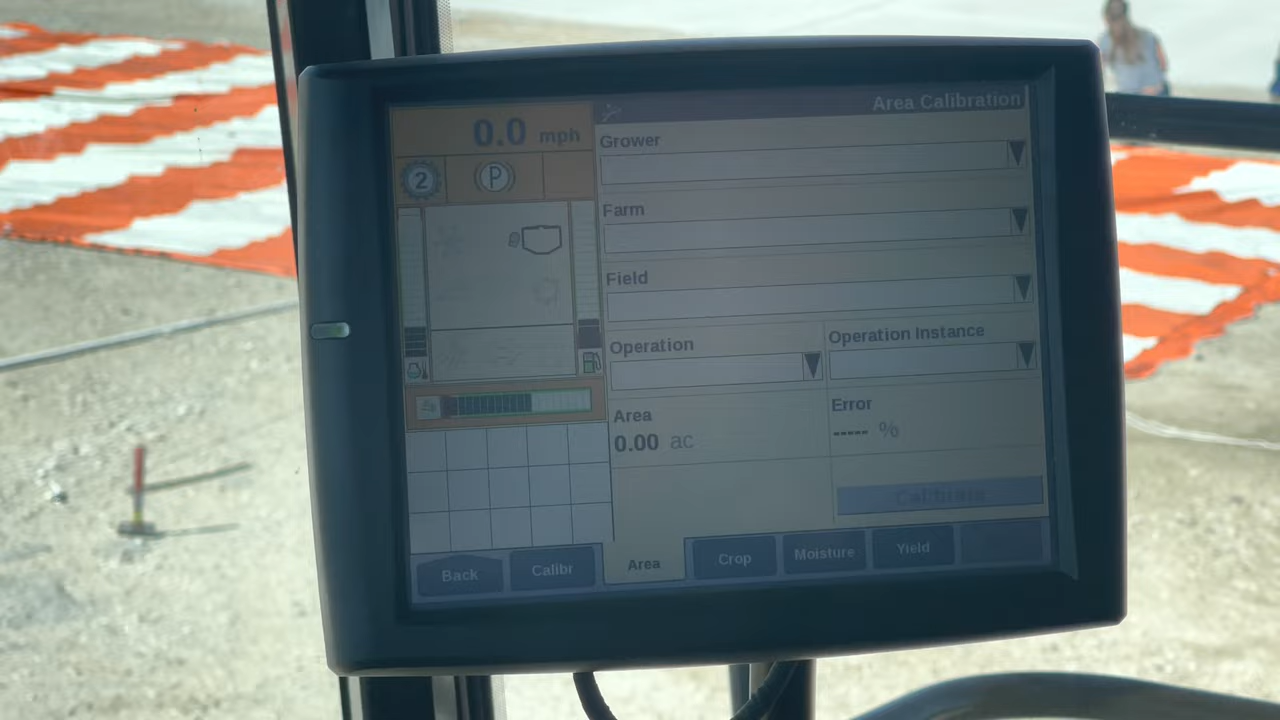 Area Calibration
0.0 mph
2 P
Grower
Farm
Field
Operation
Operation Instance
Area
0.00 ac
Error
----- %
Calibrate
Back
Calibr
Area
Crop
Moisture
Yield